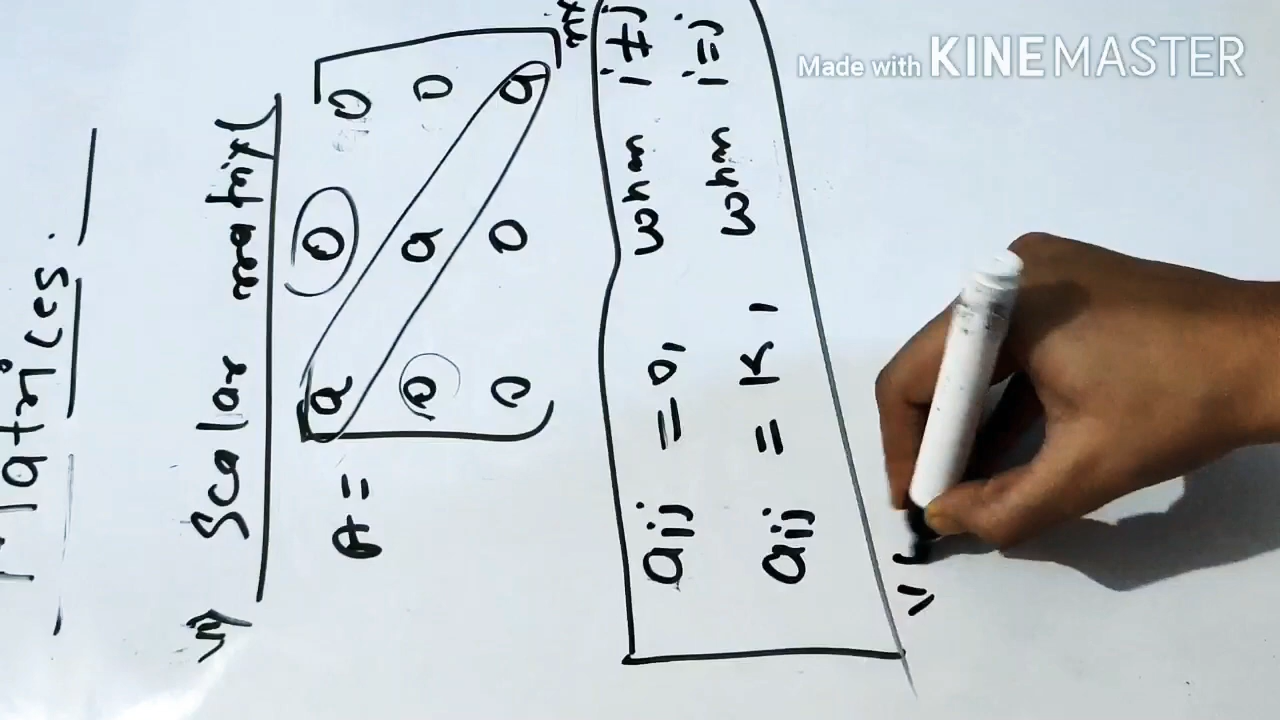 Matrices.
v) Scalar matrix)
A = a 0 0
0 a 0
0 0 a
aij = 0, when i≠j
aij = K, when i=j
Made with KINEMASTER